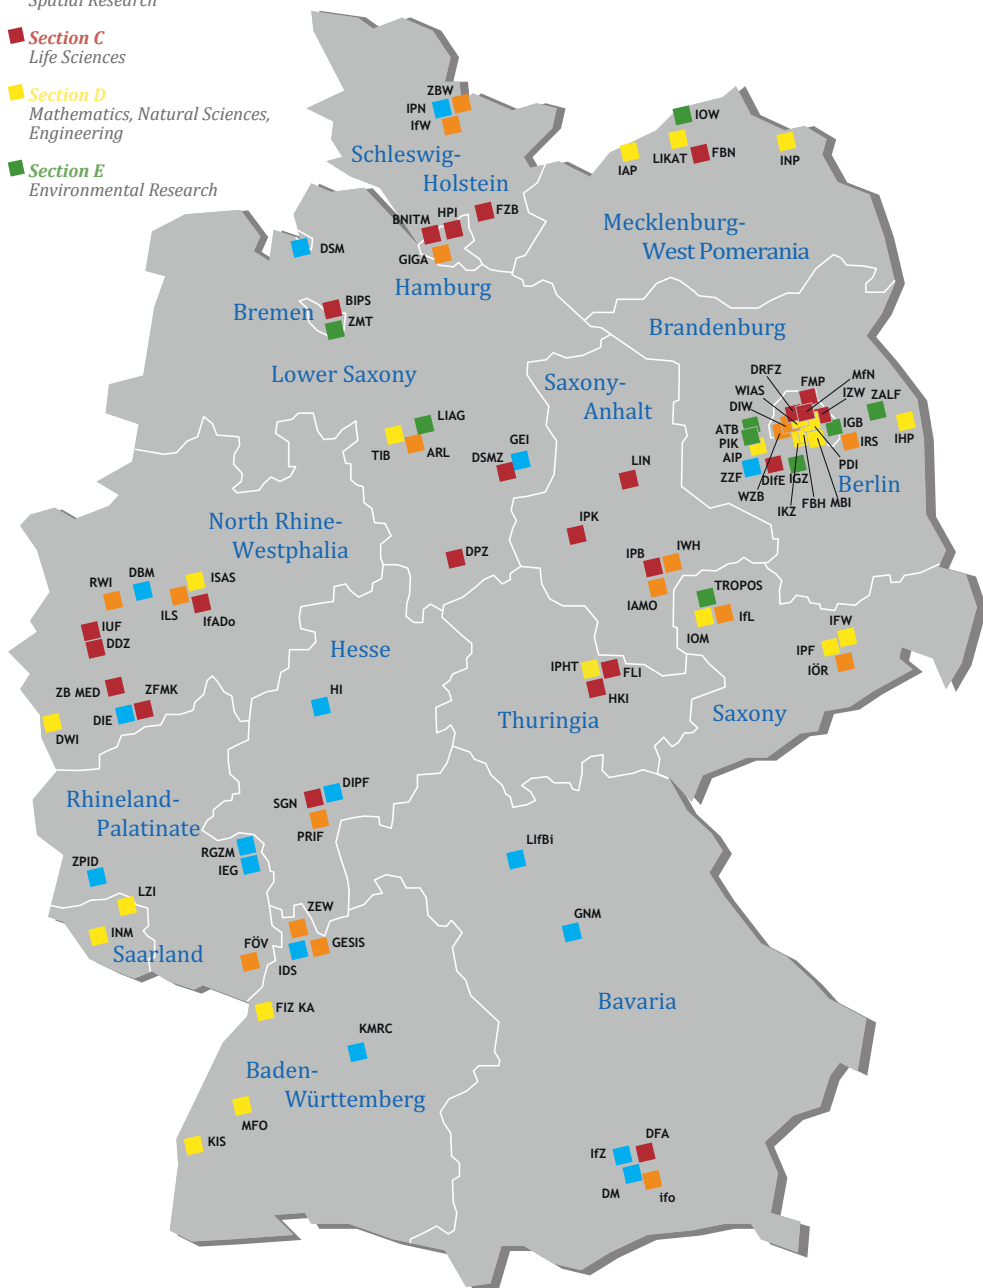 Spatial Research
Section C
Life Sciences
Section D
Mathematics, Natural Sciences,
Engineering
Section E
Environmental Research
ZBW
IPN
IfW
Schleswig-
Holstein
IOW
LIKAT
FBN
IAP
INP
Mecklenburg-
West Pomerania
BNITM
HPI
FZB
GIGA
Hamburg
DSM
Bremen
BIPS
ZMT
Lower Saxony
Brandenburg
Saxony-
Anhalt
DRFZ
MfN
WIAS
FMP
IZW
DIW
ZALF
ATB
IGB
PIK
IRS
IHP
AIP
PDI
ZZF
DIfE
IGZ
WZB
IKZ
FBH
MBI
Berlin
LIAG
TIB
ARL
GEI
DSMZ
LIN
IPK
North Rhine-
Westphalia
DPZ
IPB
IWH
IAMO
RWI
DBM
ISAS
ILS
IfADo
IUF
DDZ
TROPOS
IfL
IOM
IFW
IPF
IÖR
Hesse
HI
IPHT
FLI
HKI
Thuringia
Saxony
ZB MED
ZFMK
DIE
DWI
Rhineland-
Palatinate
DIPF
SGN
PRIF
RGZM
IEG
ZPID
LZI
INM
Saarland
LIfBi
GNM
ZEW
FÖV
GESIS
IDS
Bavaria
FIZ KA
KMRC
Baden-
Württemberg
MFO
KIS
DFA
IfZ
DM
ifo